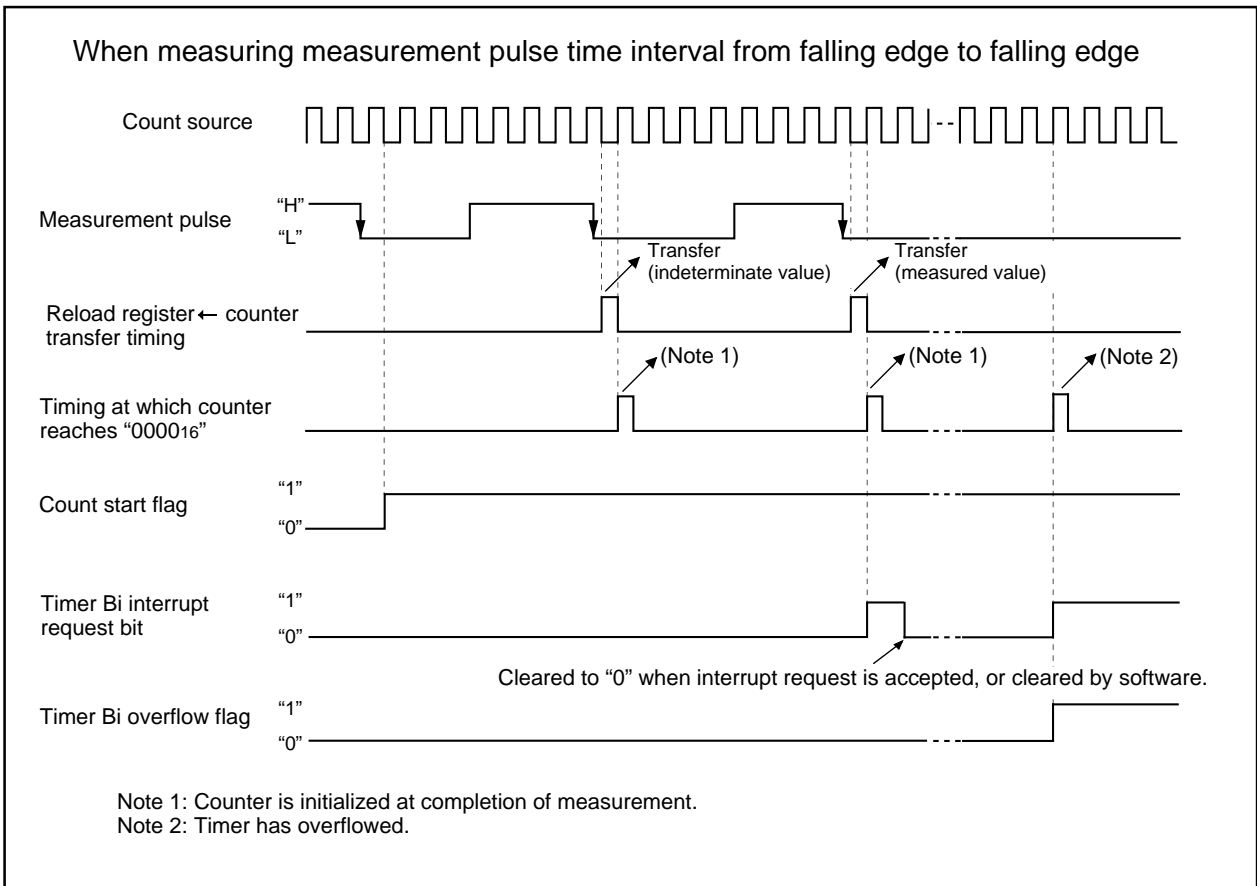 When measuring measurement pulse time interval from falling edge to falling edge
Count source
Measurement pulse
“H”
“L”
Transfer
(indeterminate value)
Transfer
(measured value)
Reload register ← counter
transfer timing
(Note 1)
(Note 1)
(Note 2)
Timing at which counter
reaches “000016”
Count start flag
“1”
“0”
Timer Bi interrupt
request bit
“1”
“0”
Cleared to “0” when interrupt request is accepted, or cleared by software.
Timer Bi overflow flag
“1”
“0”
Note 1: Counter is initialized at completion of measurement.
Note 2: Timer has overflowed.